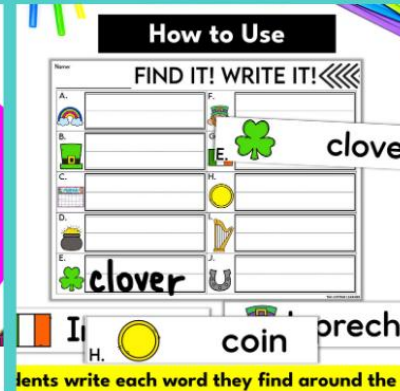 How to Use
Name
FIND IT! WRITE IT!
A.
F.
B.
G
E.
clove
C.
H.
D.
I.
E.
clover
J.
I
H.
coin
prech
dents write each word they find around the